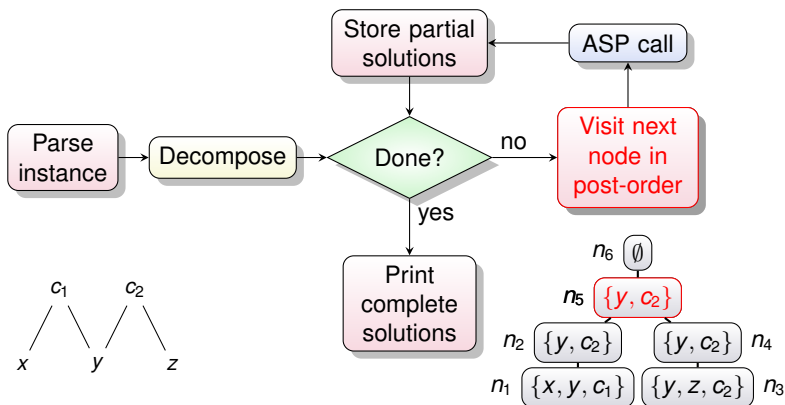 Store partial
solutions
ASP call
Parse
instance
Decompose
Done?
no
Visit next
node in
post-order
yes
Print
complete
solutions
c₁ c₂
x y z
n₆ ∅
n₅ {y, c₂}
n₂ {y, c₂} {y, c₂} n₄
n₁ {x, y, c₁} {y, z, c₂} n₃